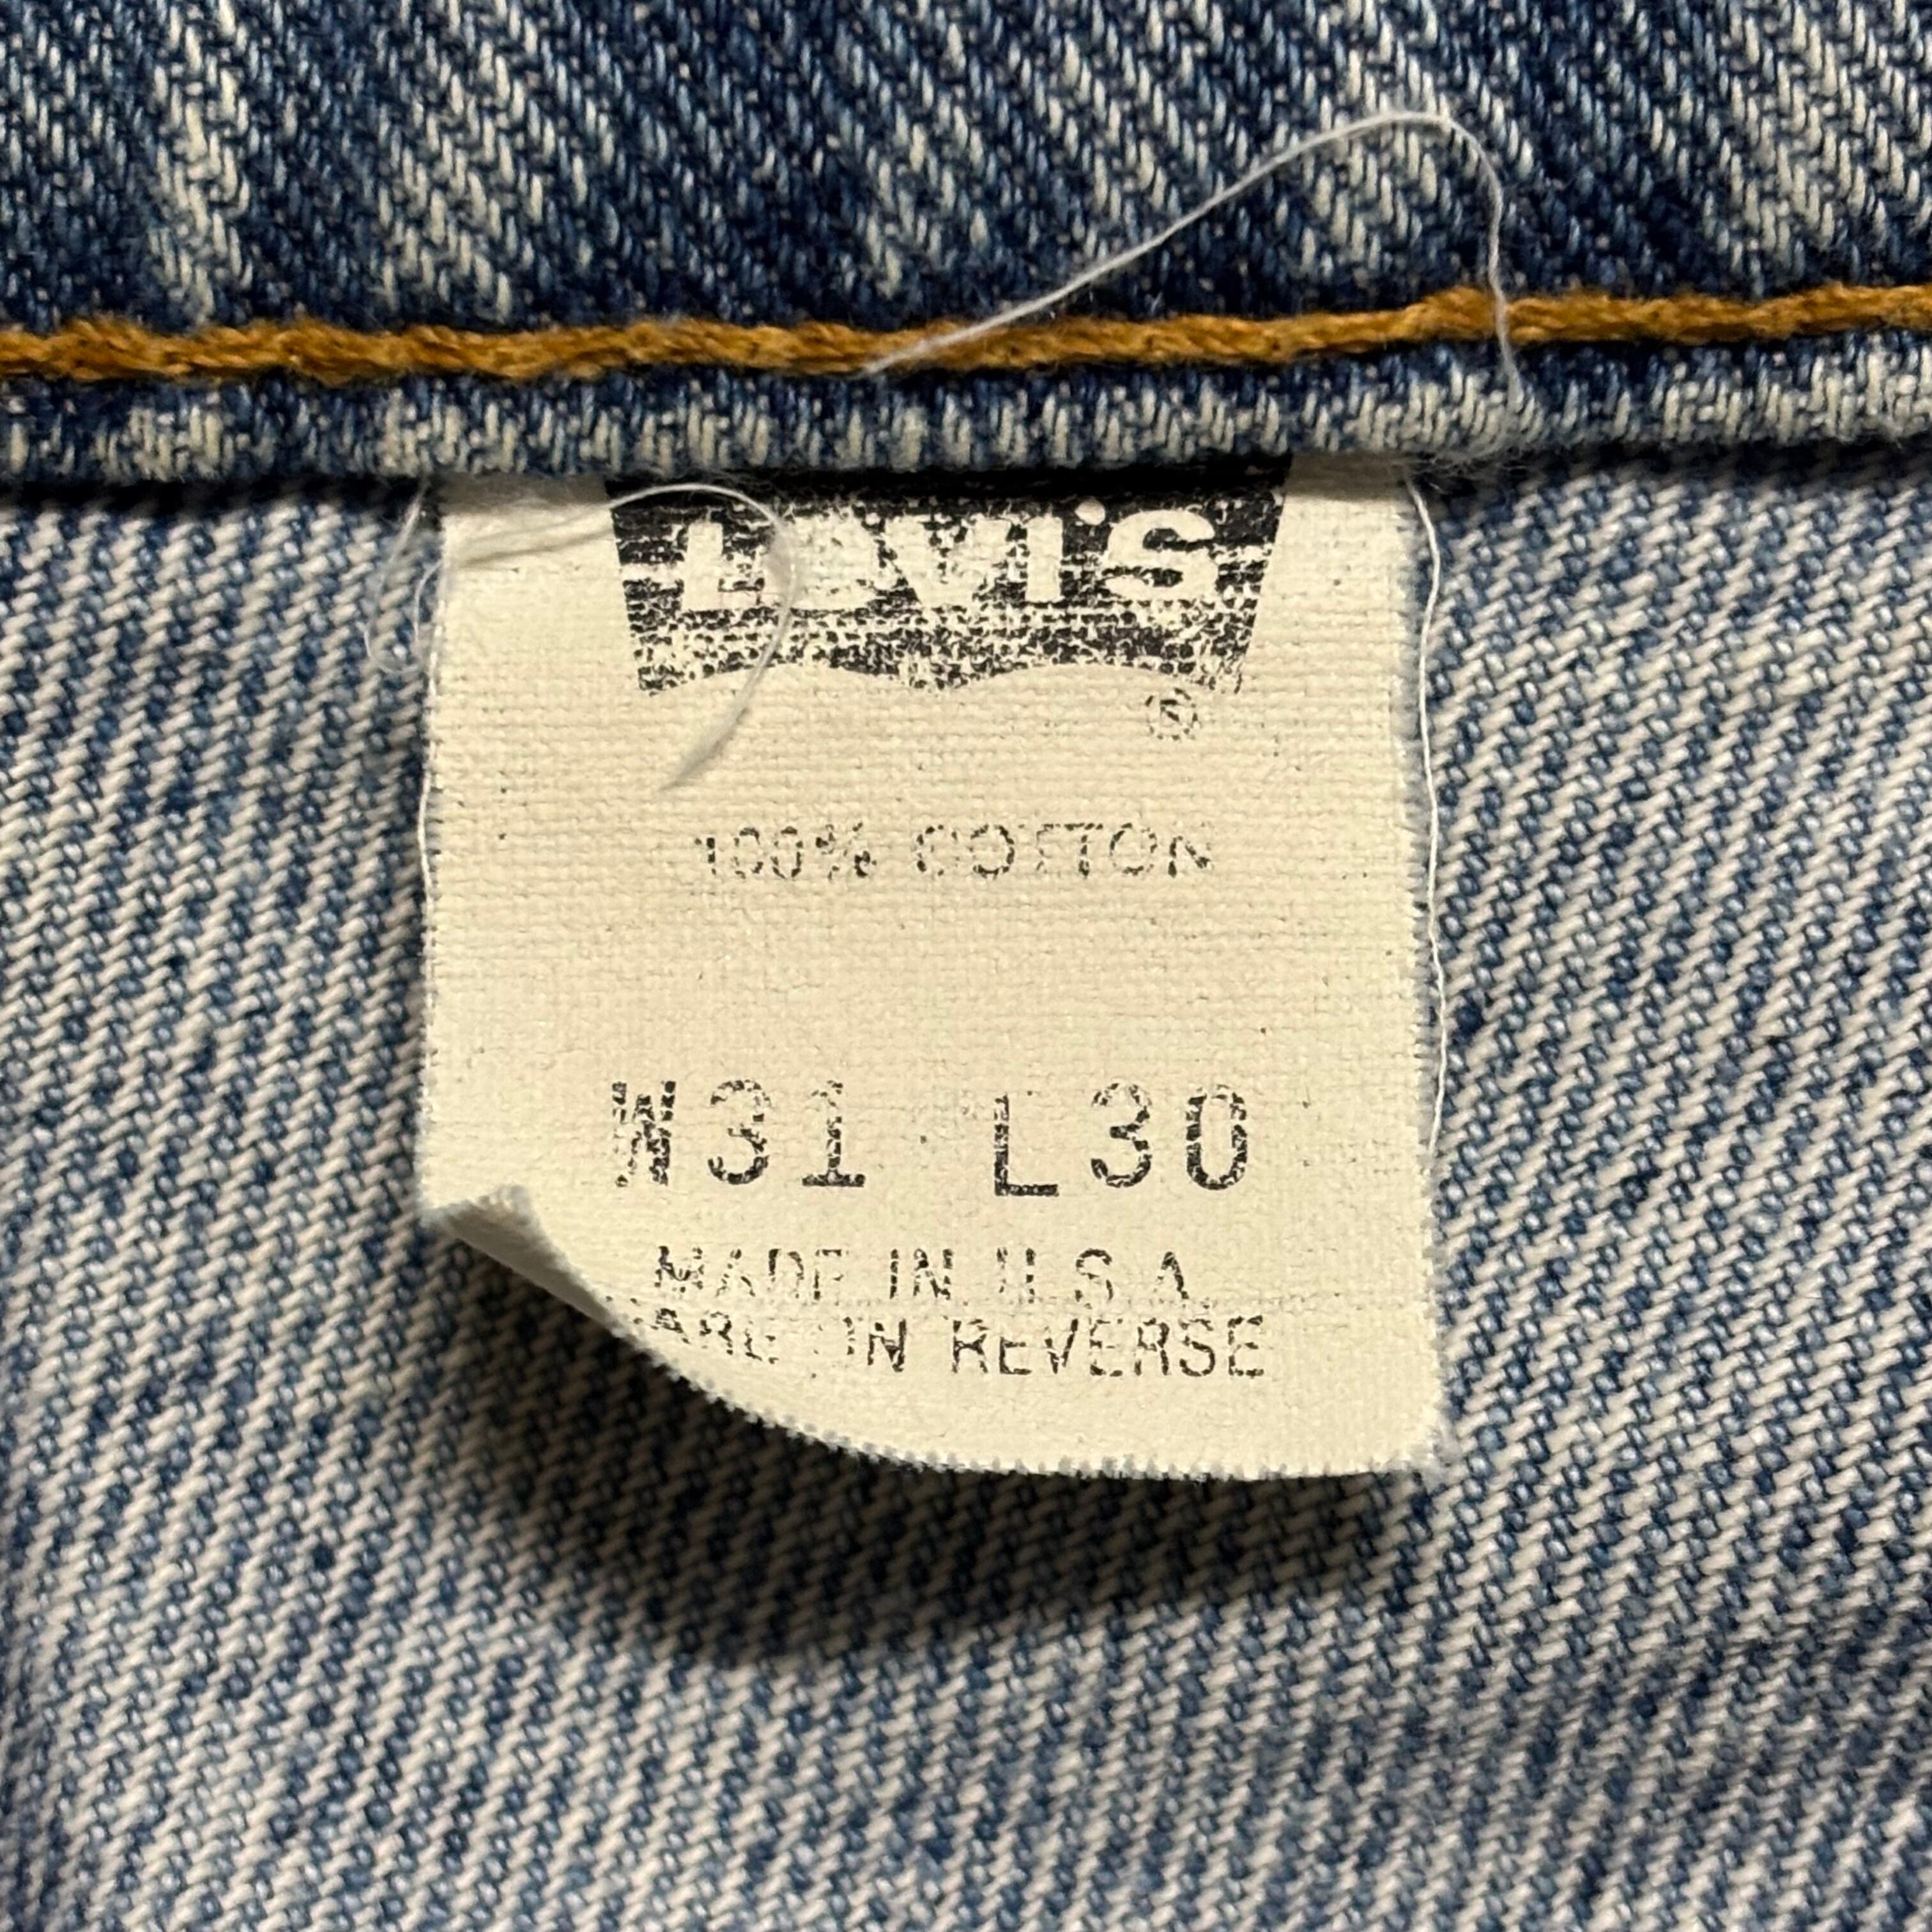 LEVI'S
®
100% COTTON
W31 L30
MADE IN U.S.A.
CARE ON REVERSE